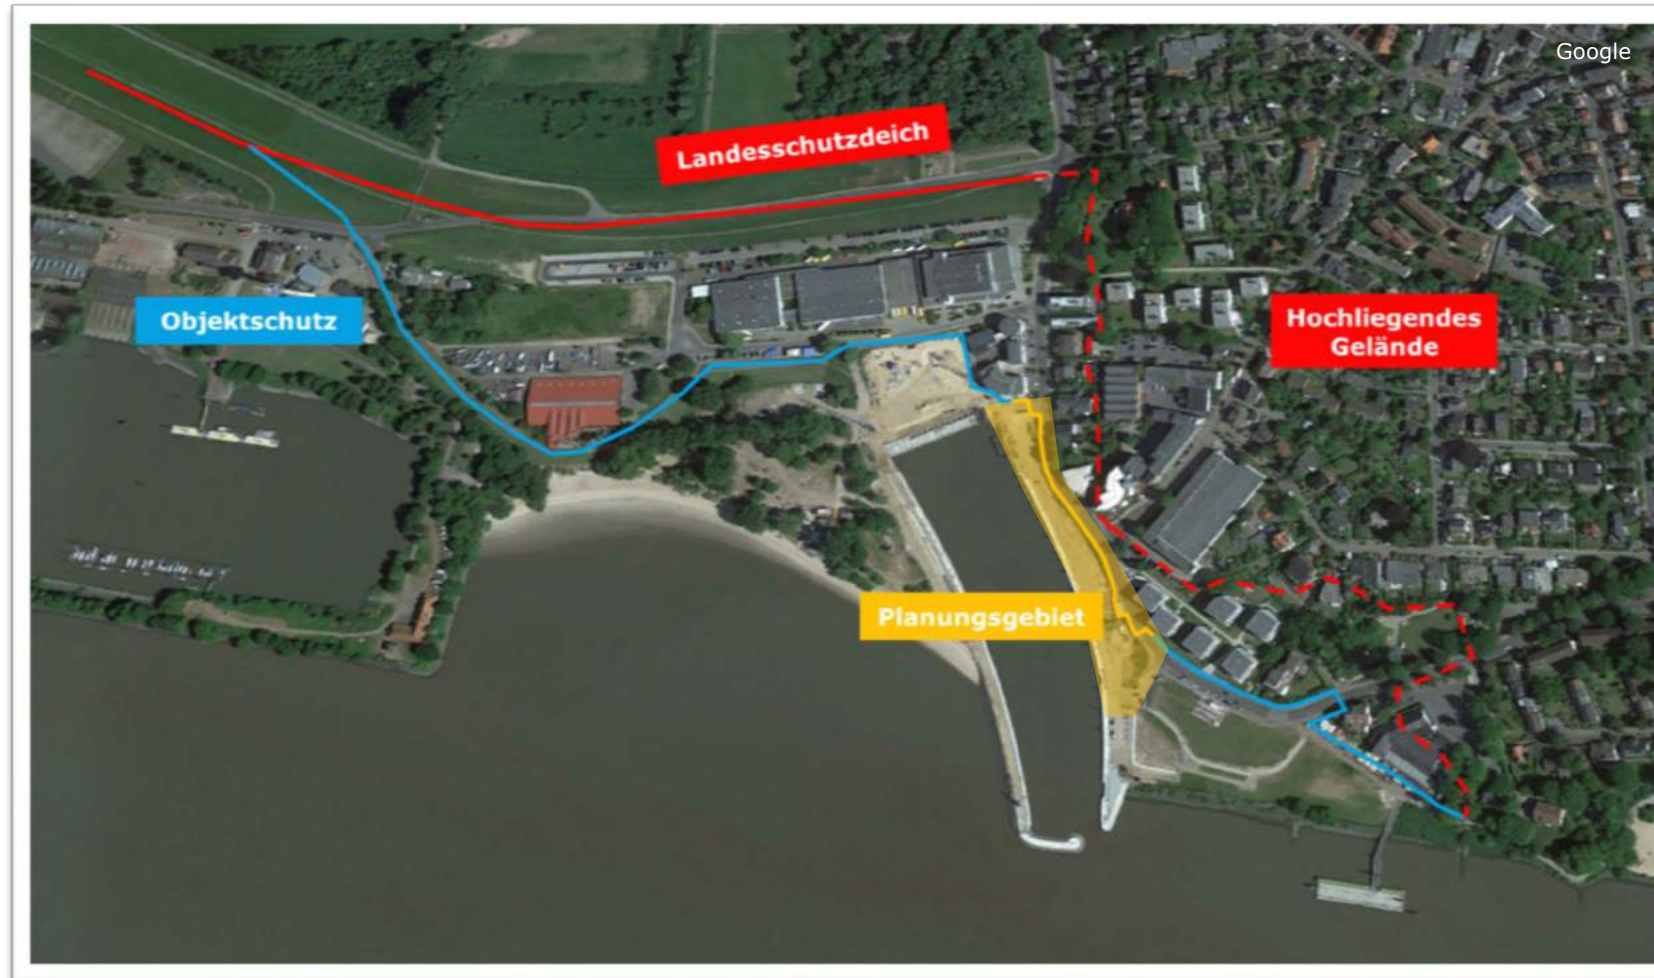 Google
Landesschutzdeich
Objektschutz
Hochliegendes
Gelände
Planungsgebiet